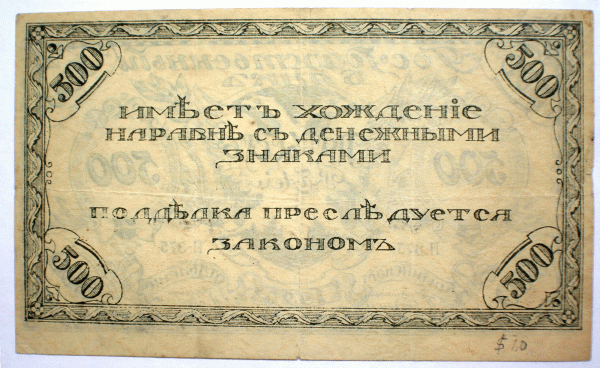 500 500
ИМѢЕТЪ ХОЖДЕНІЕ
НАРАВНѢ СЪ ДЕНЕЖНЫМИ
ЗНАКАМИ
ПОДДѢЛКА ПРЕСЛѢДУЕТСЯ
ЗАКОНОМЪ
500 500
$10